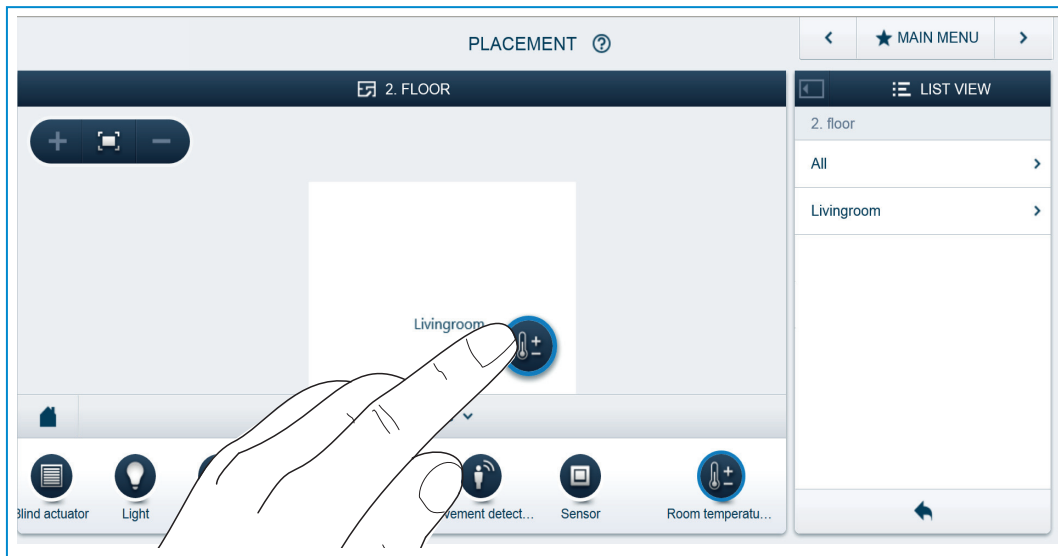 PLACEMENT ?
MAIN MENU
2. FLOOR
LIST VIEW
2. floor
All
Livingroom
Livingroom
Blind actuator
Light
vement detect...
Sensor
Room temperatu...